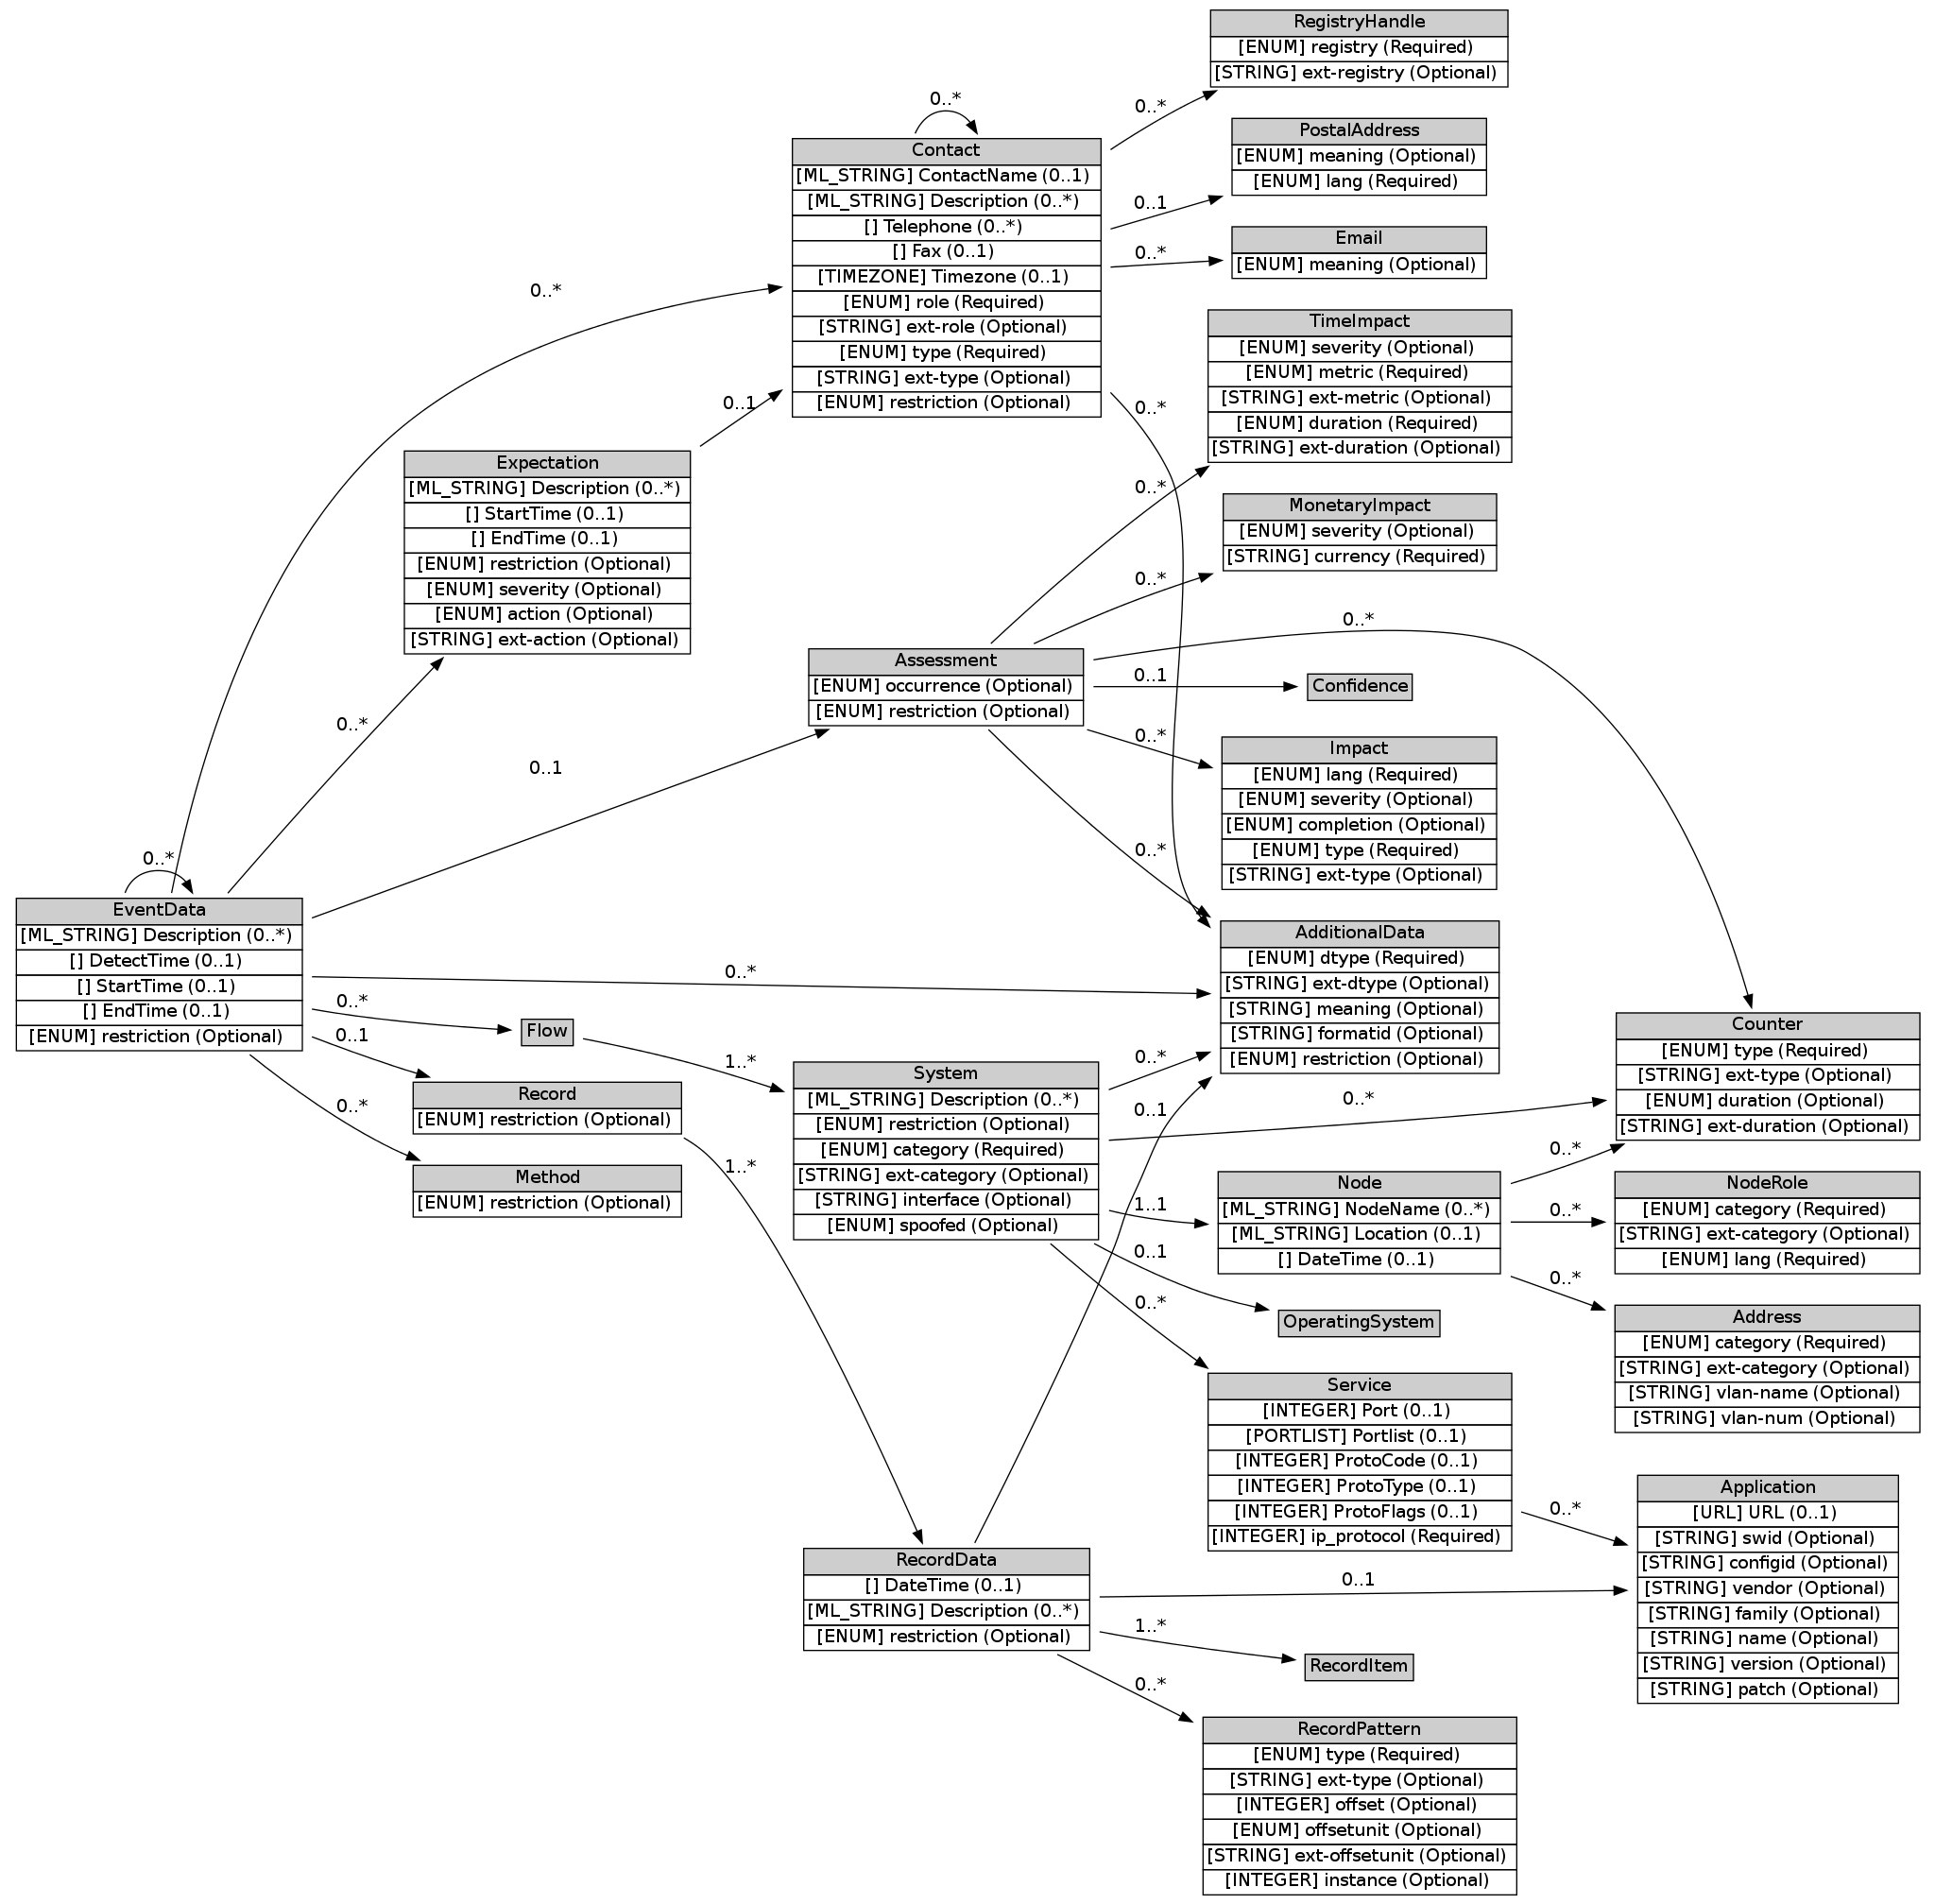 RegistryHandle
[ENUM] registry (Required)
[STRING] ext-registry (Optional)
0..*
PostalAddress
[ENUM] meaning (Optional)
[ENUM] lang (Required)
0..1
Email
[ENUM] meaning (Optional)
0..*
0..*
Contact
[ML_STRING] ContactName (0..1)
[ML_STRING] Description (0..*)
[] Telephone (0..*)
[] Fax (0..1)
[TIMEZONE] Timezone (0..1)
[ENUM] role (Required)
[STRING] ext-role (Optional)
[ENUM] type (Required)
[STRING] ext-type (Optional)
[ENUM] restriction (Optional)
0..*
0..1
0..*
TimeImpact
[ENUM] severity (Optional)
[ENUM] metric (Required)
[STRING] ext-metric (Optional)
[ENUM] duration (Required)
[STRING] ext-duration (Optional)
0..*
Expectation
[ML_STRING] Description (0..*)
[] StartTime (0..1)
[] EndTime (0..1)
[ENUM] restriction (Optional)
[ENUM] severity (Optional)
[ENUM] action (Optional)
[STRING] ext-action (Optional)
0..*
MonetaryImpact
[ENUM] severity (Optional)
[STRING] currency (Required)
0..*
0..*
Assessment
[ENUM] occurrence (Optional)
[ENUM] restriction (Optional)
0..1
0..1
Confidence
0..*
Impact
[ENUM] lang (Required)
[ENUM] severity (Optional)
[ENUM] completion (Optional)
[ENUM] type (Required)
[STRING] ext-type (Optional)
0..*
0..*
EventData
[ML_STRING] Description (0..*)
[] DetectTime (0..1)
[] StartTime (0..1)
[] EndTime (0..1)
[ENUM] restriction (Optional)
0..*
AdditionalData
[ENUM] dtype (Required)
[STRING] ext-dtype (Optional)
[STRING] meaning (Optional)
[STRING] formatid (Optional)
[ENUM] restriction (Optional)
0..*
Flow
0..1
Record
[ENUM] restriction (Optional)
0..*
Method
[ENUM] restriction (Optional)
1..*
System
[ML_STRING] Description (0..*)
[ENUM] restriction (Optional)
[ENUM] category (Required)
[STRING] ext-category (Optional)
[STRING] interface (Optional)
[ENUM] spoofed (Optional)
1..*
0..*
0..1
0..*
Counter
[ENUM] type (Required)
[STRING] ext-type (Optional)
[ENUM] duration (Optional)
[STRING] ext-duration (Optional)
1..1
Node
[ML_STRING] NodeName (0..*)
[ML_STRING] Location (0..1)
[] DateTime (0..1)
0..*
0..*
NodeRole
[ENUM] category (Required)
[STRING] ext-category (Optional)
[ENUM] lang (Required)
0..*
Address
[ENUM] category (Required)
[STRING] ext-category (Optional)
[STRING] vlan-name (Optional)
[STRING] vlan-num (Optional)
0..1
OperatingSystem
0..*
Service
[INTEGER] Port (0..1)
[PORTLIST] Portlist (0..1)
[INTEGER] ProtoCode (0..1)
[INTEGER] ProtoType (0..1)
[INTEGER] ProtoFlags (0..1)
[INTEGER] ip_protocol (Required)
0..*
Application
[URL] URL (0..1)
[STRING] swid (Optional)
[STRING] configid (Optional)
[STRING] vendor (Optional)
[STRING] family (Optional)
[STRING] name (Optional)
[STRING] version (Optional)
[STRING] patch (Optional)
RecordData
[] DateTime (0..1)
[ML_STRING] Description (0..*)
[ENUM] restriction (Optional)
0..1
1..*
RecordItem
0..*
RecordPattern
[ENUM] type (Required)
[STRING] ext-type (Optional)
[INTEGER] offset (Optional)
[ENUM] offsetunit (Optional)
[STRING] ext-offsetunit (Optional)
[INTEGER] instance (Optional)